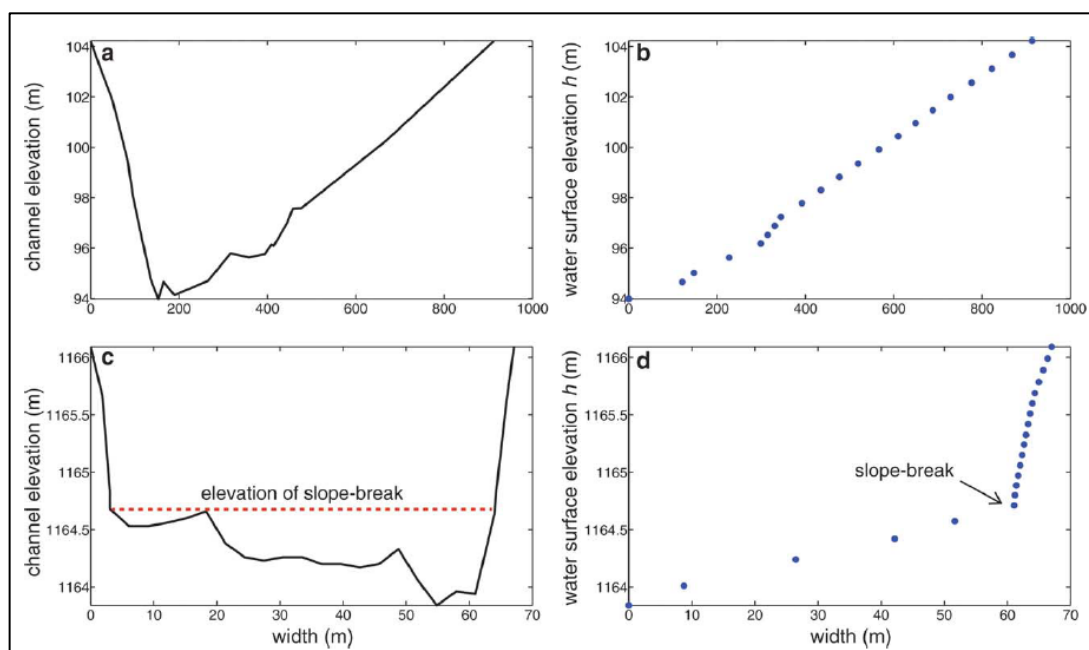 a
channel elevation (m)
104
102
100
98
96
94
0 200 400 600 800 1000
b
water surface elevation h (m)
104
102
100
98
96
94
0 200 400 600 800 1000
c
channel elevation (m)
1166
1165.5
1165
1164.5
1164
elevation of slope-break
0 10 20 30 40 50 60 70
width (m)
d
water surface elevation h (m)
1166
1165.5
1165
1164.5
1164
slope-break
0 10 20 30 40 50 60 70
width (m)